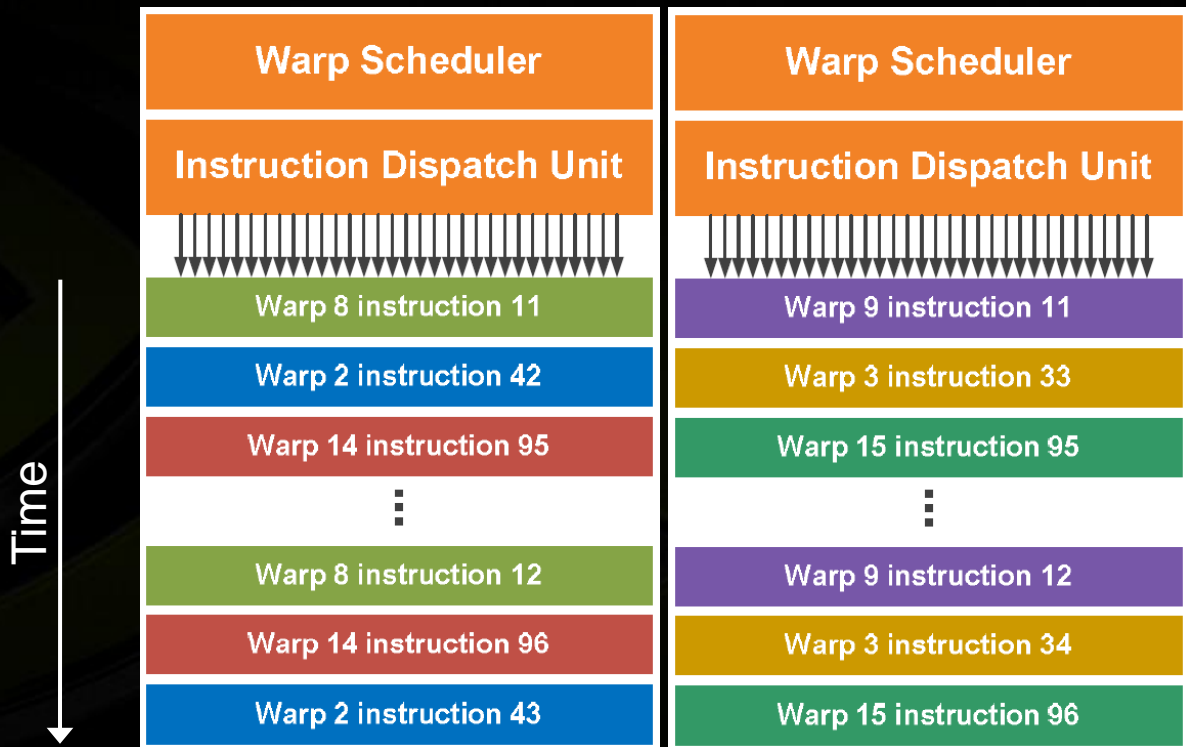 Warp Scheduler
Instruction Dispatch Unit
Warp 8 instruction 11
Warp 2 instruction 42
Warp 14 instruction 95
Warp 8 instruction 12
Warp 14 instruction 96
Warp 2 instruction 43
Warp Scheduler
Instruction Dispatch Unit
Warp 9 instruction 11
Warp 3 instruction 33
Warp 15 instruction 95
Warp 9 instruction 12
Warp 3 instruction 34
Warp 15 instruction 96
Time